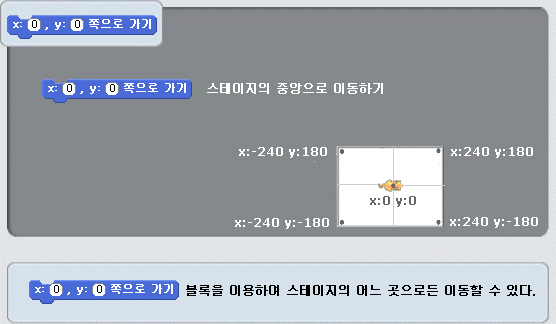 x: 0 , y: 0 쪽으로 가기
x: 0 , y: 0 쪽으로 가기 스테이지의 중앙으로 이동하기
x:-240 y:180 x:240 y:180
x:0 y:0
x:-240 y:-180 x:240 y:-180
x: 0 , y: 0 쪽으로 가기 블록을 이용하여 스테이지의 어느 곳으로든 이동할 수 있다.